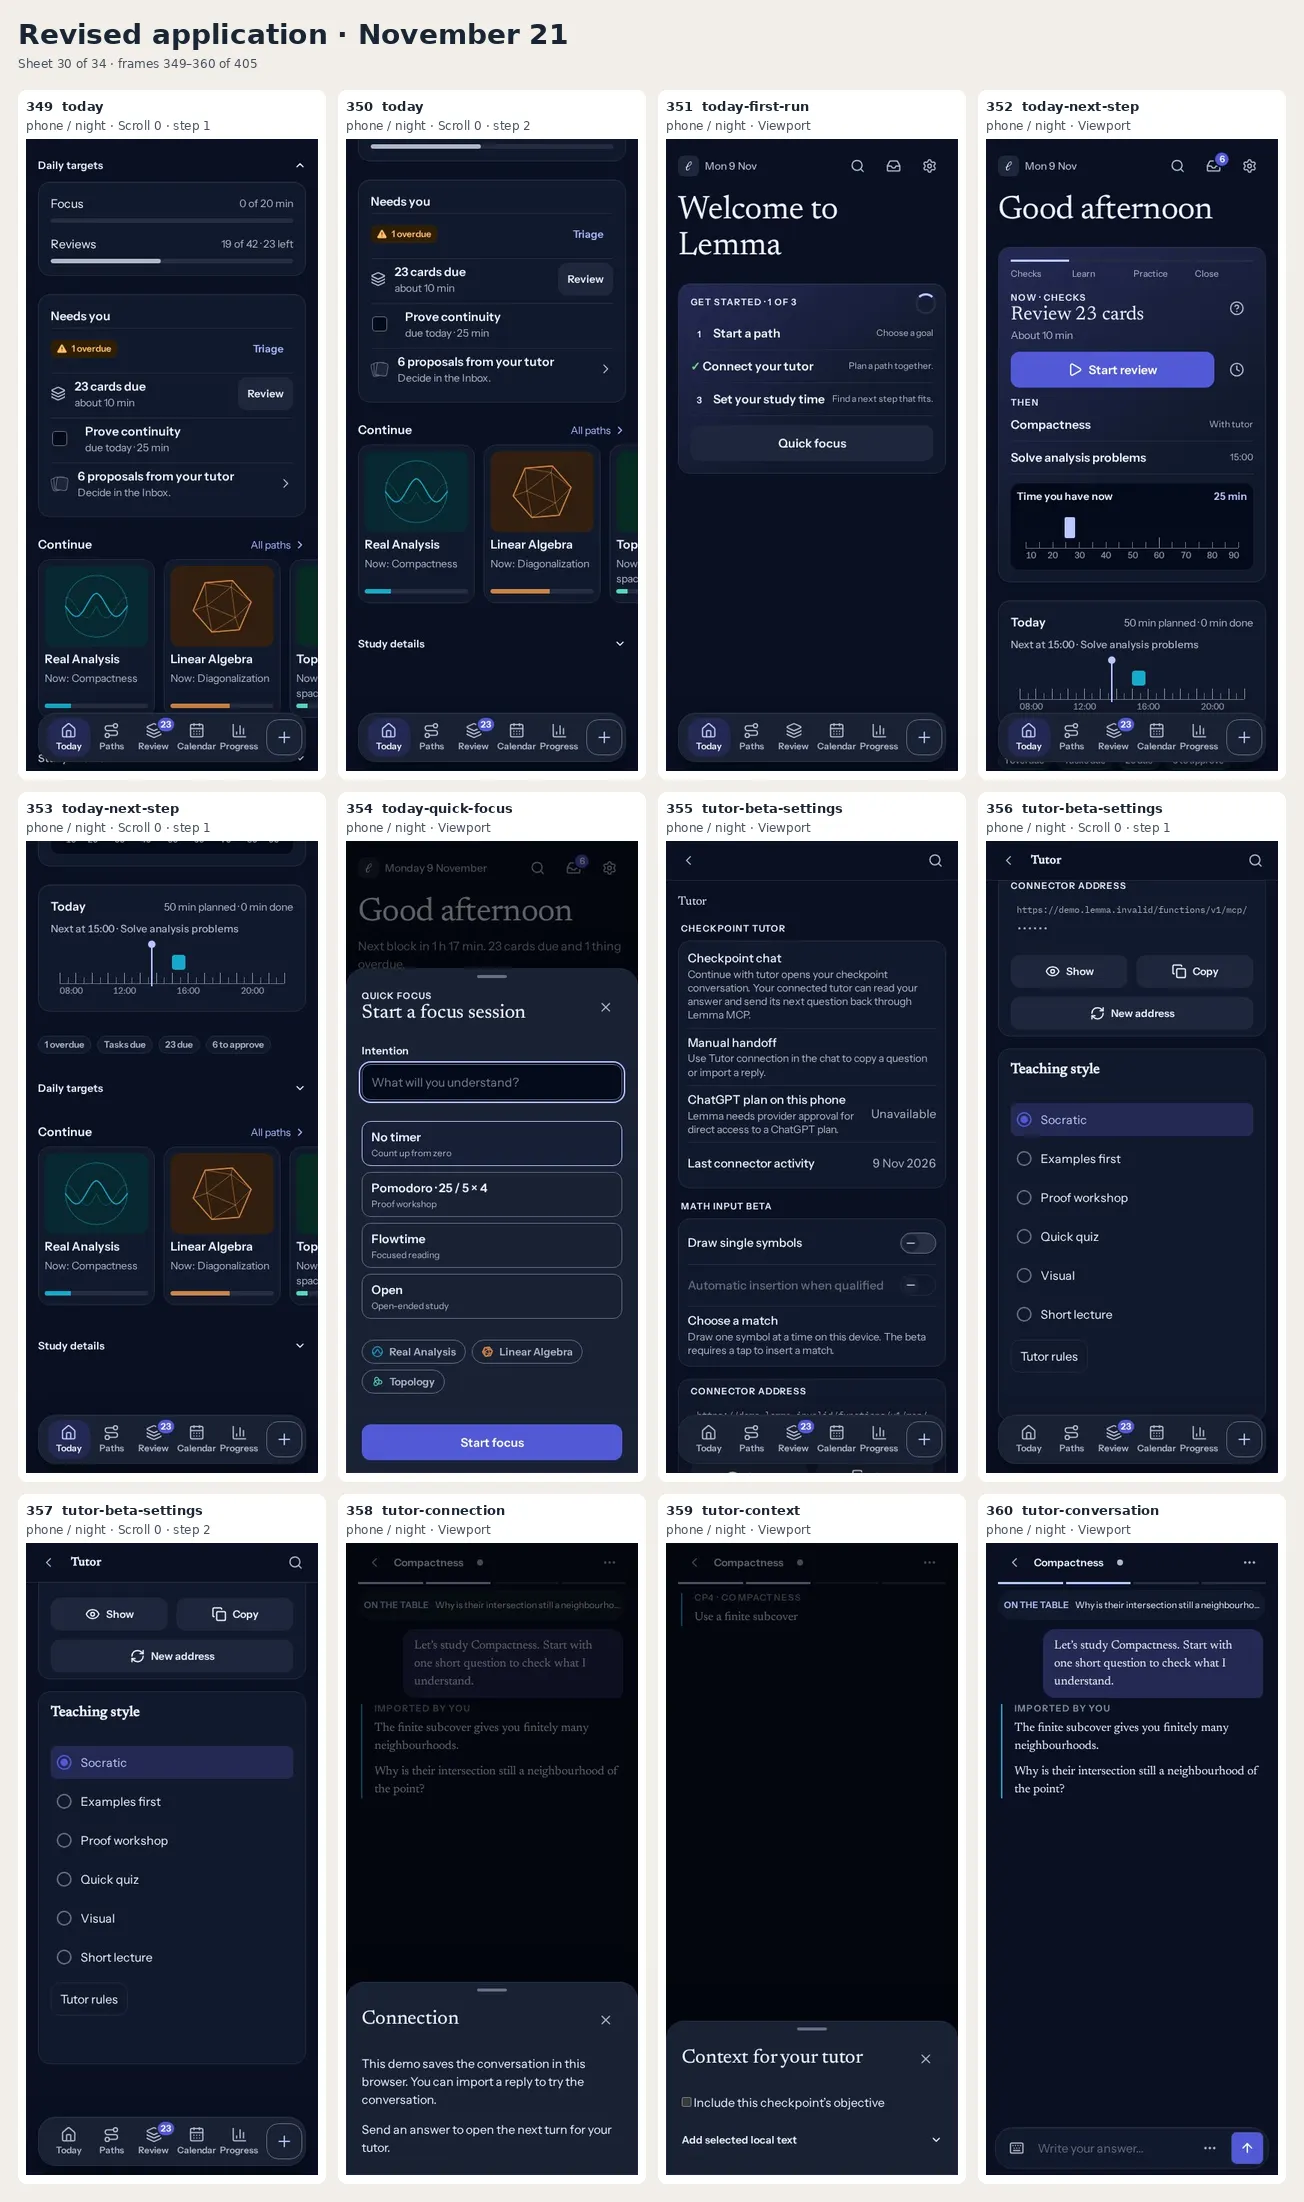 Revised application · November 21
Sheet 30 of 34 · frames 349–360 of 405
349 today
phone / night · Scroll 0 · step 1
Daily targets
Focus 0 of 20 min
Reviews 19 of 42 · 23 left
Needs you
1 overdue Triage
23 cards due
about 10 min
Review
Prove continuity
due today · 25 min
6 proposals from your tutor
Decide in the Inbox.
Continue All paths
Real Analysis
Now: Compactness
Linear Algebra
Now: Diagonalization
Top
Now
spac
Today Paths Review 23 Calendar Progress
350 today
phone / night · Scroll 0 · step 2
Needs you
1 overdue Triage
23 cards due
about 10 min
Review
Prove continuity
due today · 25 min
6 proposals from your tutor
Decide in the Inbox.
Continue All paths
Real Analysis
Now: Compactness
Linear Algebra
Now: Diagonalization
Top
Now
spac
Study details
Today Paths Review 23 Calendar Progress
351 today-first-run
phone / night · Viewport
ℓ Mon 9 Nov
Welcome to
Lemma
GET STARTED · 1 OF 3
1 Start a path Choose a goal
✓ Connect your tutor Plan a path together.
3 Set your study time Find a next step that fits.
Quick focus
Today Paths Review Calendar Progress
352 today-next-step
phone / night · Viewport
ℓ Mon 9 Nov 6
Good afternoon
Checks Learn Practice Close
NOW · CHECKS
Review 23 cards
About 10 min
Start review
THEN
Compactness With tutor
Solve analysis problems 15:00
Time you have now 25 min
10 20 30 40 50 60 70 80 90
Today 50 min planned · 0 min done
Next at 15:00 · Solve analysis problems
08:00 12:00 16:00 20:00
Today Paths Review 23 Calendar Progress
353 today-next-step
phone / night · Scroll 0 · step 1
Today 50 min planned · 0 min done
Next at 15:00 · Solve analysis problems
08:00 12:00 16:00 20:00
1 overdue Tasks due 23 due 6 to approve
Daily targets
Continue All paths
Real Analysis
Now: Compactness
Linear Algebra
Now: Diagonalization
Top
Now
spac
Study details
Today Paths Review 23 Calendar Progress
354 today-quick-focus
phone / night · Viewport
ℓ Monday 9 November 6
Good afternoon
Next block in 1 h 17 min. 23 cards due and 1 thing
overdue.
QUICK FOCUS
Start a focus session
Intention
What will you understand?
No timer
Count up from zero
Pomodoro · 25 / 5 × 4
Proof workshop
Flowtime
Focused reading
Open
Open-ended study
Real Analysis Linear Algebra
Topology
Start focus
355 tutor-beta-settings
phone / night · Viewport
Tutor
CHECKPOINT TUTOR
Checkpoint chat
Continue with tutor opens your checkpoint
conversation. Your connected tutor can read your
answer and send its next question back through
Lemma MCP.
Manual handoff
Use Tutor connection in the chat to copy a question
or import a reply.
ChatGPT plan on this phone
Lemma needs provider approval for
direct access to a ChatGPT plan.
Unavailable
Last connector activity 9 Nov 2026
MATH INPUT BETA
Draw single symbols
Automatic insertion when qualified
Choose a match
Draw one symbol at a time on this device. The beta
requires a tap to insert a match.
CONNECTOR ADDRESS
Today Paths Review 23 Calendar Progress
356 tutor-beta-settings
phone / night · Scroll 0 · step 1
Tutor
CONNECTOR ADDRESS
https://demo.lemma.invalid/functions/v1/mcp/
••••••
Show Copy
New address
Teaching style
Socratic
Examples first
Proof workshop
Quick quiz
Visual
Short lecture
Tutor rules
Today Paths Review 23 Calendar Progress
357 tutor-beta-settings
phone / night · Scroll 0 · step 2
Tutor
Show Copy
New address
Teaching style
Socratic
Examples first
Proof workshop
Quick quiz
Visual
Short lecture
Tutor rules
Today Paths Review 23 Calendar Progress
358 tutor-connection
phone / night · Viewport
Compactness
ON THE TABLE Why is their intersection still a neighbourho...
Let's study Compactness. Start with
one short question to check what I
understand.
IMPORTED BY YOU
The finite subcover gives you finitely many
neighbourhoods.
Why is their intersection still a neighbourhood of
the point?
Connection
This demo saves the conversation in this
browser. You can import a reply to try the
conversation.
Send an answer to open the next turn for your
tutor.
359 tutor-context
phone / night · Viewport
Compactness
CP4 · COMPACTNESS
Use a finite subcover
Context for your tutor
Include this checkpoint's objective
Add selected local text
360 tutor-conversation
phone / night · Viewport
Compactness
ON THE TABLE Why is their intersection still a neighbourho...
Let's study Compactness. Start with
one short question to check what I
understand.
IMPORTED BY YOU
The finite subcover gives you finitely many
neighbourhoods.
Why is their intersection still a neighbourhood of
the point?
Write your answer...